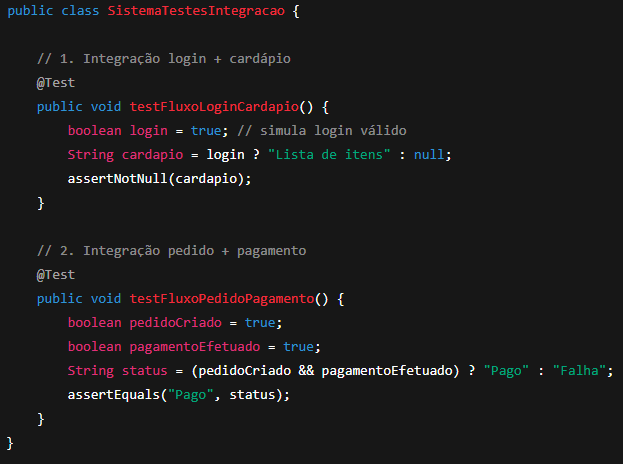 public class SistemaTestesIntegracao {
// 1. Integração login + cardápio
@Test
public void testFluxoLoginCardapio() {
boolean login = true; // simula login válido
String cardapio = login ? "Lista de itens" : null;
assertNotNull(cardapio);
}
// 2. Integração pedido + pagamento
@Test
public void testFluxoPedidoPagamento() {
boolean pedidoCriado = true;
boolean pagamentoEfetuado = true;
String status = (pedidoCriado && pagamentoEfetuado) ? "Pago" : "Falha";
assertEquals("Pago", status);
}
}